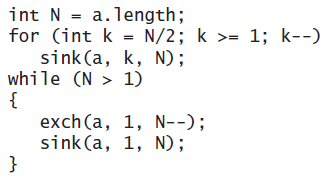 int N = a.length;
for (int k = N/2; k >= 1; k--)
   sink(a, k, N);
while (N > 1)
{
   exch(a, 1, N--);
   sink(a, 1, N);
}